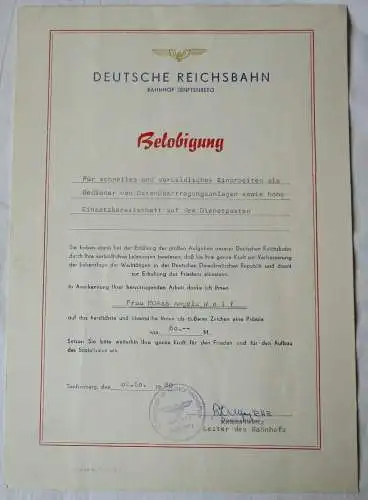 DEUTSCHE REICHSBAHN
BAHNHOF SENFTENBERG
Belobigung
Für schnelles und vorbildliches Einarbeiten als
Bediener von Datenübertragungsanlagen sowie hohe
Einsatzbereitschaft auf dem Dienstposten
Sie haben damit bei der Erfüllung der großen Aufgaben unserer Deutschen Reichsbahn
durch Ihre vorbildlichen Leistungen bewiesen, daß Sie Ihre ganze Kraft zur Verbesserung
der Lebenslage der Werktätigen in der Deutschen Demokratischen Republik und damit
zur Erhaltung des Friedens einsetzen.
In Anerkennung Ihrer hervorragenden Arbeit danke ich Ihnen
Frau
auf das herzlichste und überreiche Ihnen als äußeres Zeichen eine Prämie
von 60.-- M.
Setzen Sie bitte weiterhin Ihre ganze Kraft für den Frieden und für den Aufbau
des Sozialismus ein.
Senftenberg, den
Leiter des Bahnhofs